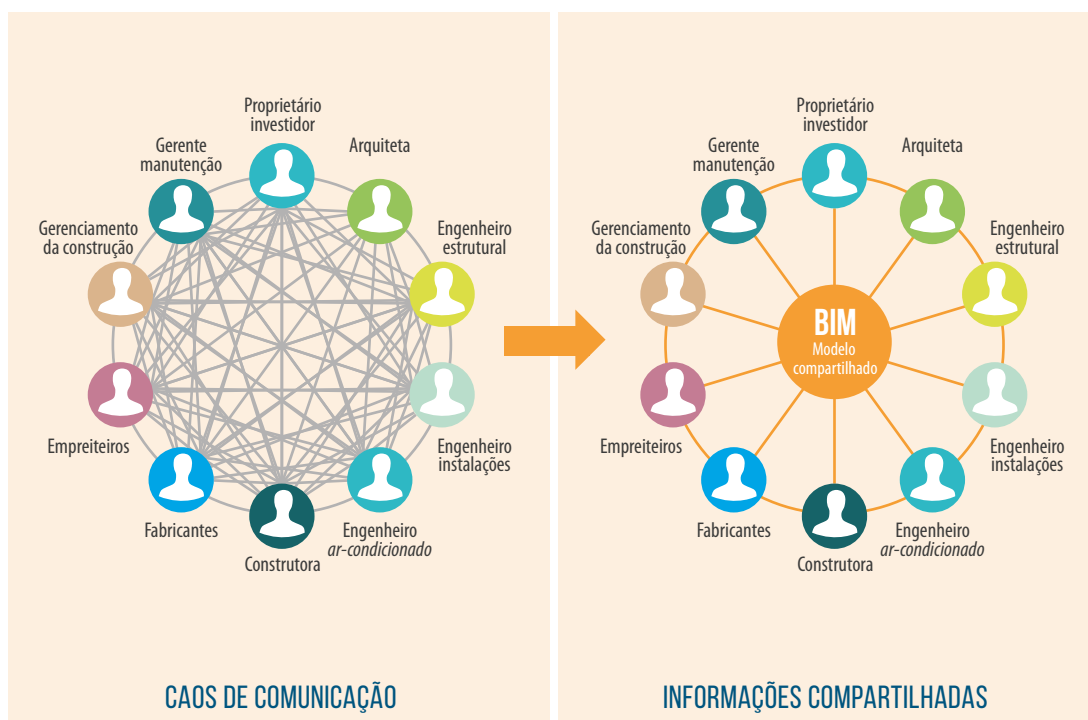 Proprietário
investidor
Gerente
manutenção
Arquiteta
Gerenciamento
da construção
Engenheiro
estrutural
Empreiteiros
Engenheiro
instalações
Fabricantes
Engenheiro
ar-condicionado
Construtora
CAOS DE COMUNICAÇÃO
Proprietário
investidor
Gerente
manutenção
Arquiteta
Gerenciamento
da construção
Engenheiro
estrutural
BIM
Modelo
compartilhado
Empreiteiros
Engenheiro
instalações
Fabricantes
Engenheiro
ar-condicionado
Construtora
INFORMAÇÕES COMPARTILHADAS